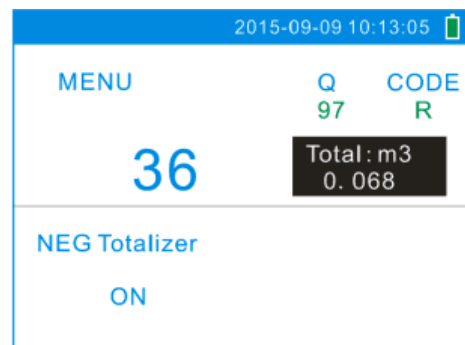 2015-09-09 10:13:05
MENU Q CODE
97 R
36 Total:m3
0.068
NEG Totalizer
ON